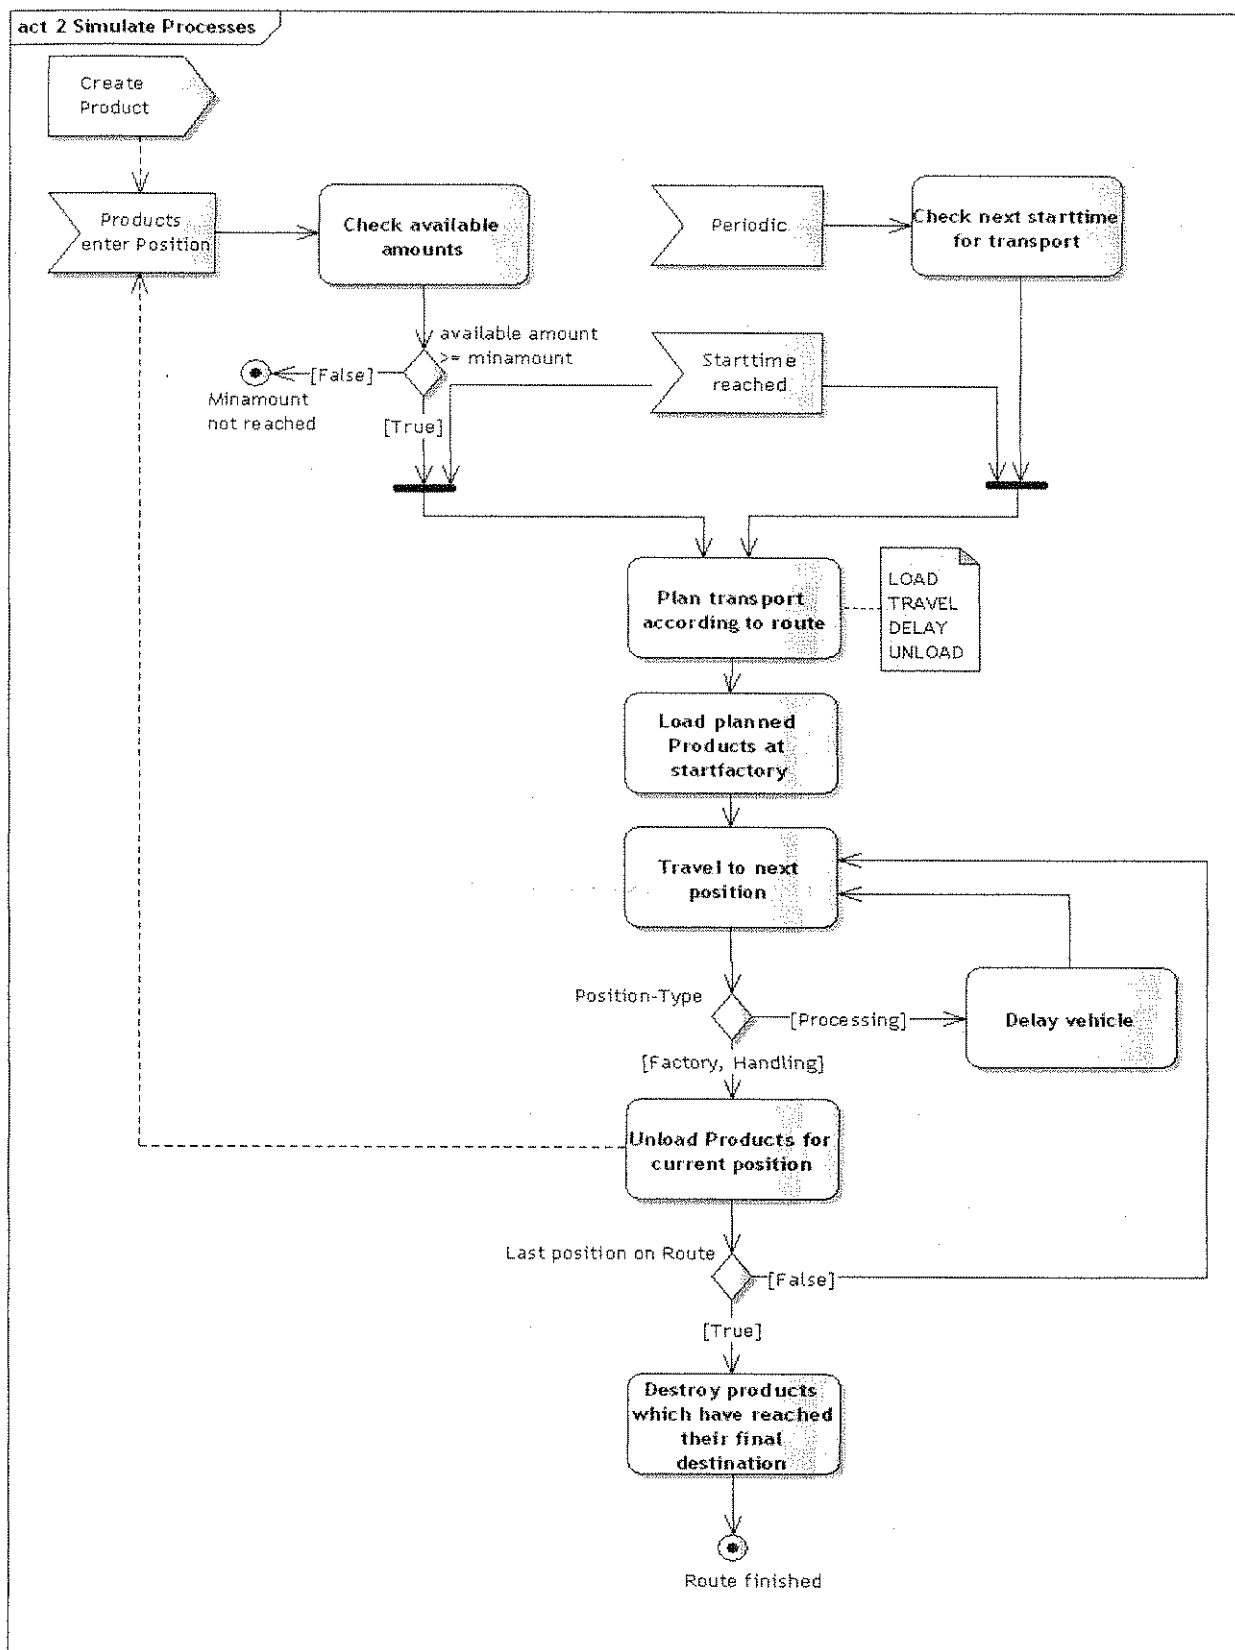 act 2 Simulate Processes
Create
Product
Products
enter Position
Check available
amounts
Periodic
Check next starttime
for transport
available amount
>= minamount
[False]
Minamount
not reached
[True]
Starttime
reached
Plan transport
according to route
LOAD
TRAVEL
DELAY
UNLOAD
Load planned
Products at
startfactory
Travel to next
position
Position-Type
[Processing]
Delay vehicle
[Factory, Handling]
Unload Products for
current position
Last position on Route
[False]
[True]
Destroy products
which have reached
their final
destination
Route finished